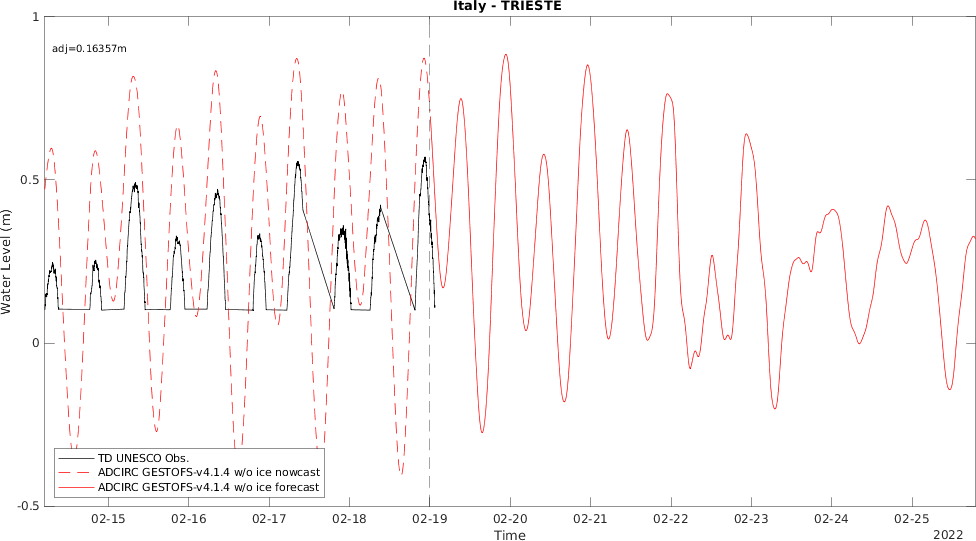 Italy - TRIESTE
adj=0.16357m
1
0.5
0
-0.5
Water Level (m)
TD UNESCO Obs.
ADCIRC GESTOFS-v4.1.4 w/o ice nowcast
ADCIRC GESTOFS-v4.1.4 w/o ice forecast
02-15 02-16 02-17 02-18 02-19 02-20 02-21 02-22 02-23 02-24 02-25
Time
2022